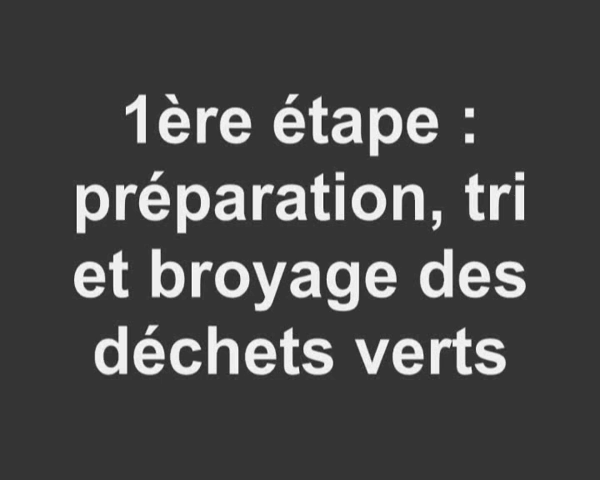 1ère étape :
préparation, tri
et broyage des
déchets verts